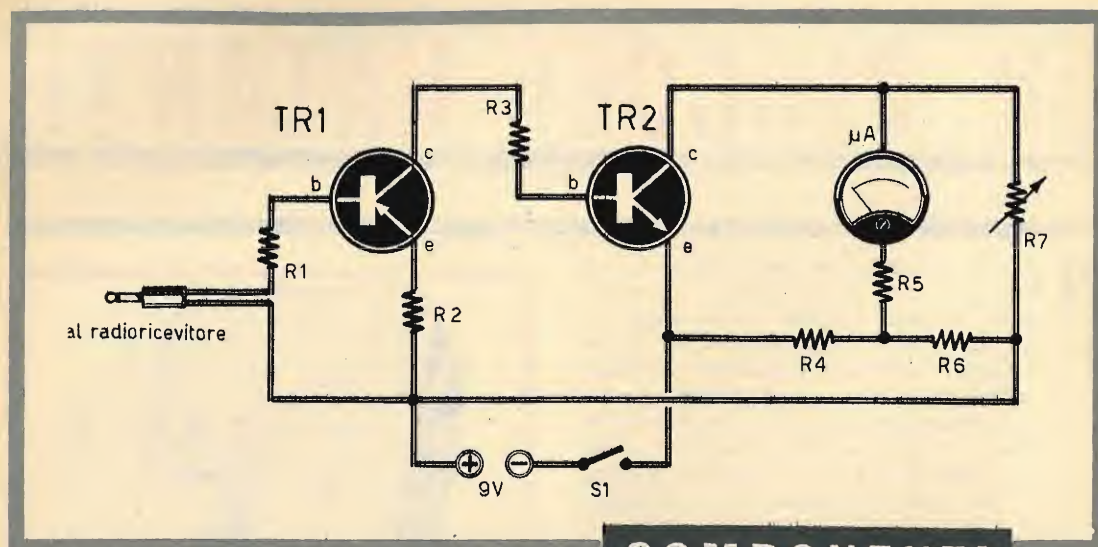 TR1
R3
TR2
μA
c
c
b
b
e
e
R1
R5
R7
R2
al radioricevitore
R4
R6
+
−
9V
S1
COMPONENTI